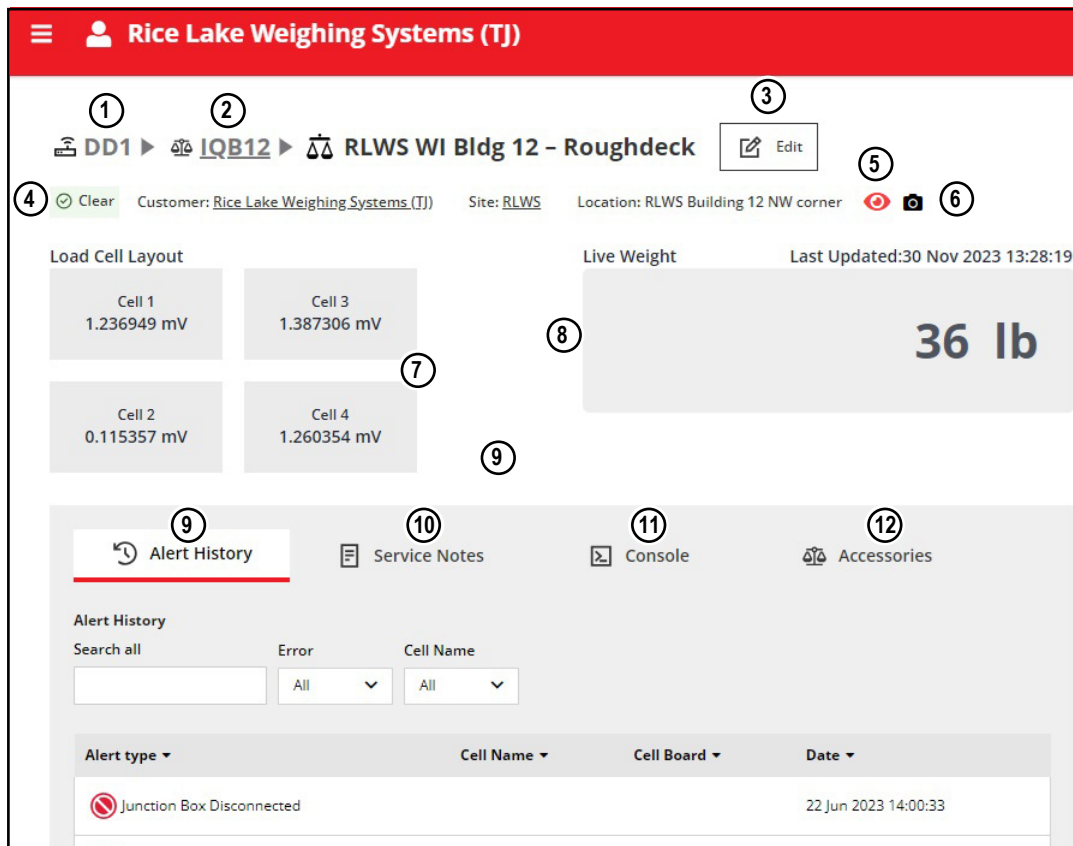 Rice Lake Weighing Systems (TJ)
1 2 3
DD1 IQB12 RLWS WI Bldg 12 – Roughdeck Edit
5
4 Clear Customer: Rice Lake Weighing Systems (TJ) Site: RLWS Location: RLWS Building 12 NW corner 6
Load Cell Layout Live Weight Last Updated:30 Nov 2023 13:28:19
Cell 1 Cell 3
1.236949 mV 1.387306 mV
8 36 lb
7
Cell 2 Cell 4
0.115357 mV 1.260354 mV
9
9 10 11 12
Alert History Service Notes Console Accessories
Alert History
Search all Error Cell Name
All All
Alert type Cell Name Cell Board Date
Junction Box Disconnected 22 Jun 2023 14:00:33